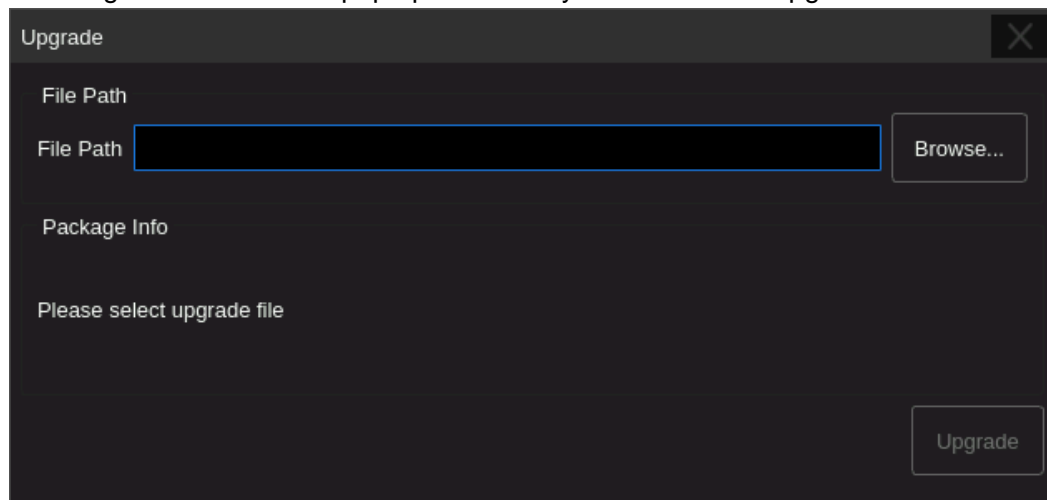 Upgrade
File Path
File Path
Browse...
Package Info
Please select upgrade file
Upgrade